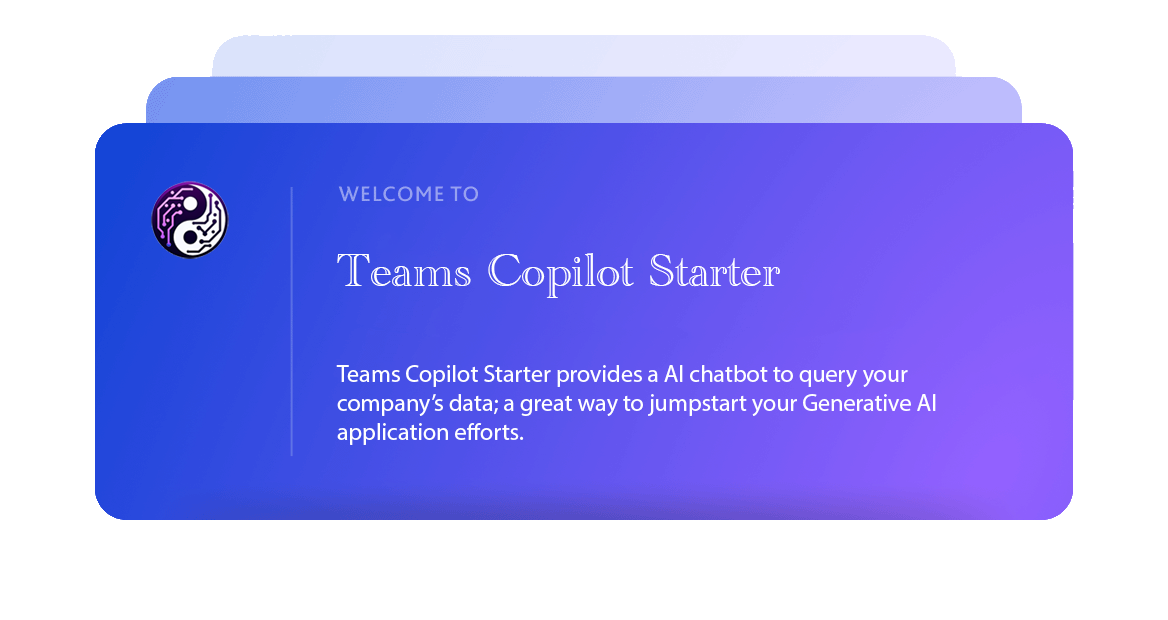 WELCOME TO
Teams Copilot Starter
Teams Copilot Starter provides a AI chatbot to query your
company’s data; a great way to jumpstart your Generative AI
application efforts.